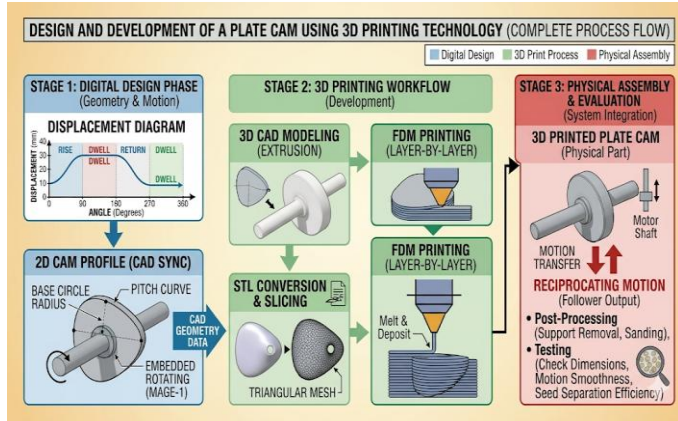 DESIGN AND DEVELOPMENT OF A PLATE CAM USING 3D PRINTING TECHNOLOGY (COMPLETE PROCESS FLOW)
Digital Design 3D Print Process Physical Assembly
STAGE 1: DIGITAL DESIGN PHASE
(Geometry & Motion)
DISPLACEMENT DIAGRAM
DISPLACEMENT (mm)
40
30
20
10
0
RISE DWELL RETURN DWELL
DWELL
DWELL
0 90 180 270 360
ANGLE (Degrees)
2D CAM PROFILE (CAD SYNC)
BASE CIRCLE
RADIUS
PITCH CURVE
EMBEDDED
ROTATING
(MAGE-1)
CAD
GEOMETRY
DATA
STAGE 2: 3D PRINTING WORKFLOW
(Development)
3D CAD MODELING
(EXTRUSION)
FDM PRINTING
(LAYER-BY-LAYER)
STL CONVERSION
& SLICING
TRIANGULAR MESH
FDM PRINTING
(LAYER-BY-LAYER)
Melt &
Deposit
STAGE 3: PHYSICAL ASSEMBLY
& EVALUATION
(System Integration)
3D PRINTED PLATE CAM
(Physical Part)
Motor
Shaft
MOTION
TRANSFER
RECIPROCATING MOTION
(Follower Output)
• Post-Processing
(Support Removal, Sanding),
• Testing
(Check Dimensions,
Motion Smoothness,
Seed Separation Efficiency)